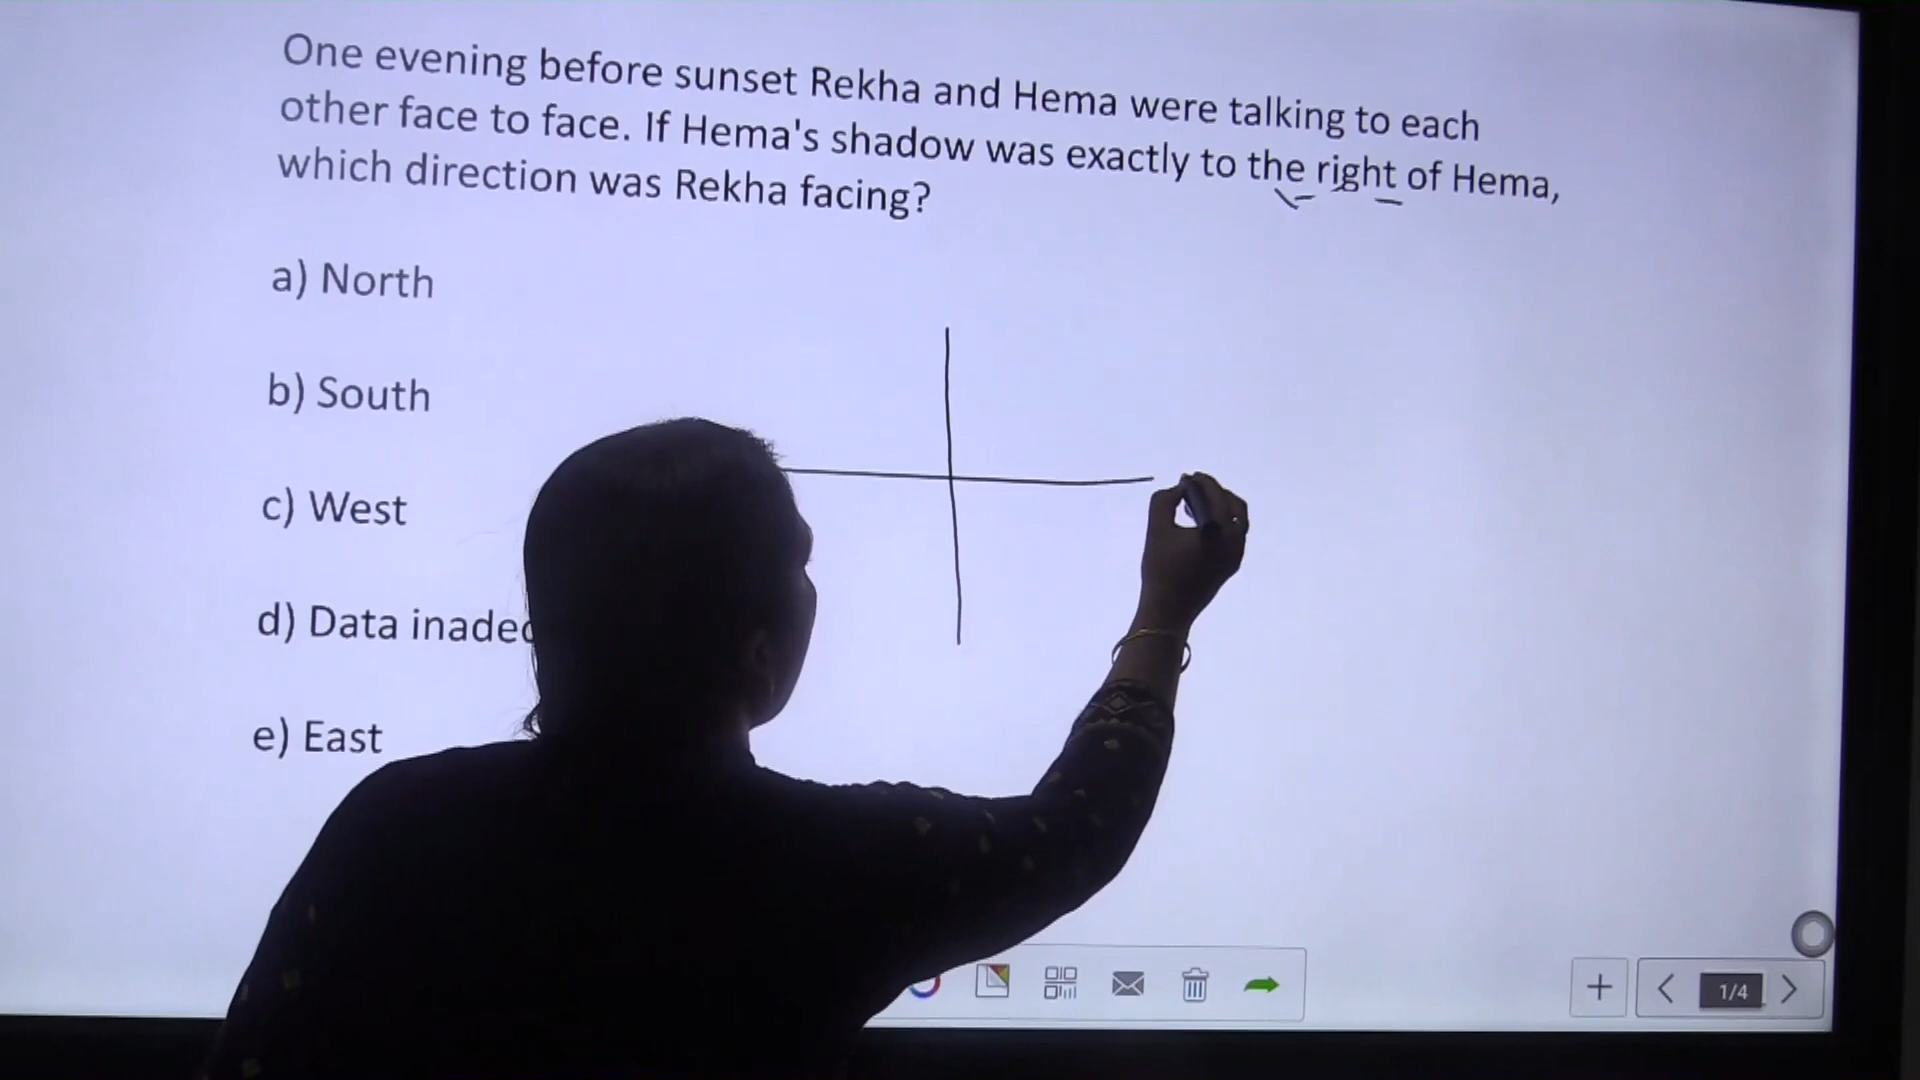 One evening before sunset Rekha and Hema were talking to each
other face to face. If Hema's shadow was exactly to the right of Hema,
which direction was Rekha facing?
a) North
b) South
c) West
d) Data
e) East
1/4